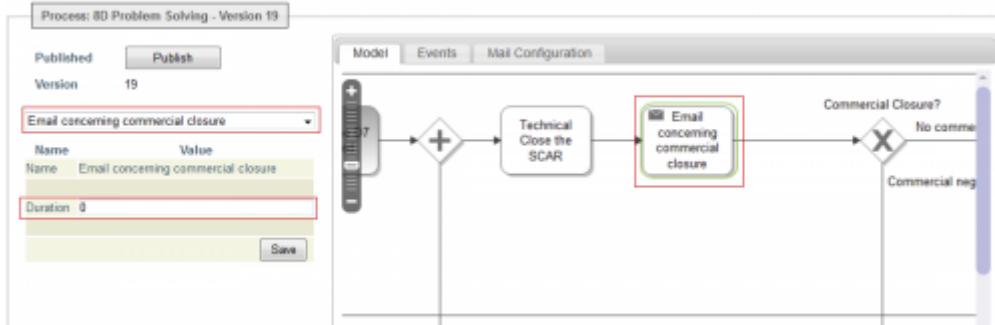 Process: 8D Problem Solving - Version 19
Published
Publish
Version
19
Email concerning commercial closure
Name
Value
Name
Email concerning commercial closure
Duration
0
Save
Model
Events
Mail Configuration
Technical
Close the
SCAR
Email
concerning
commercial
closure
Commercial Closure?
No comme
Commercial neg